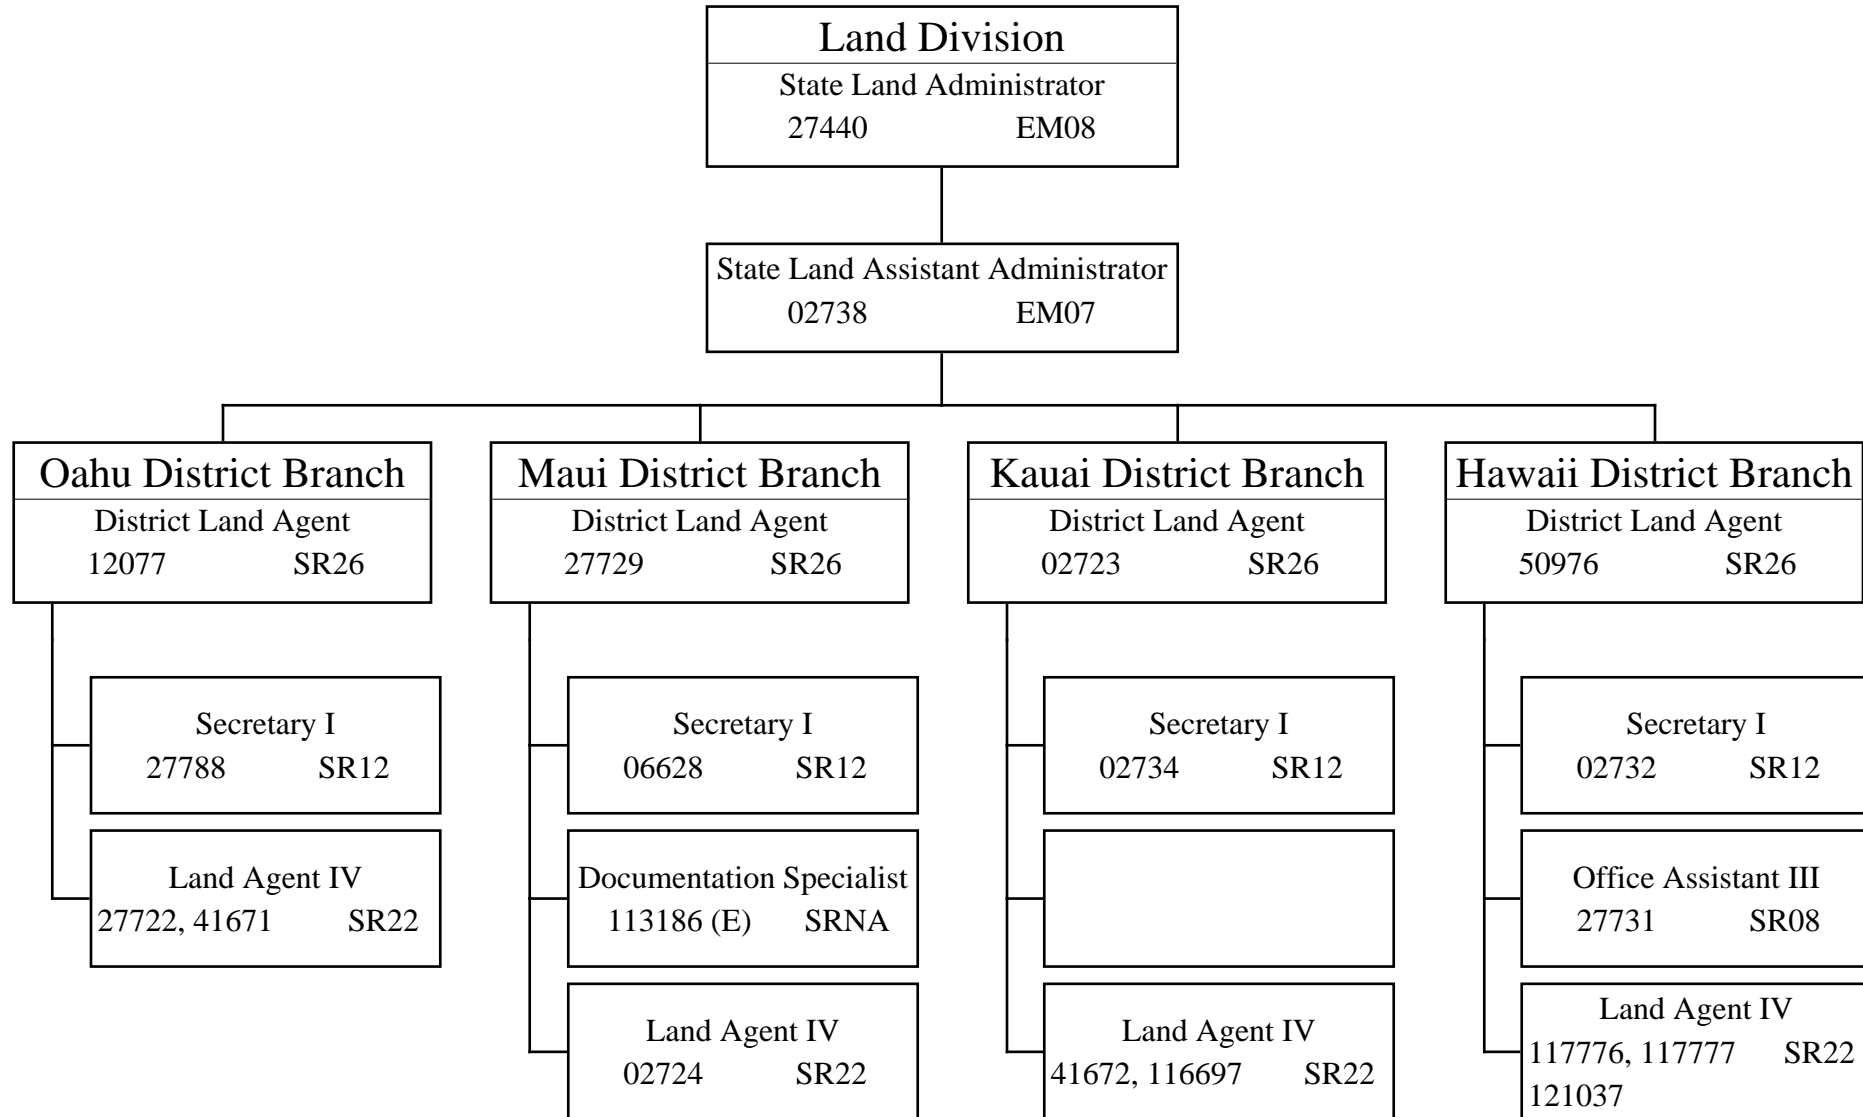 Land Division
State Land Administrator
27440 EM08
State Land Assistant Administrator
02738 EM07
Oahu District Branch
District Land Agent
12077 SR26
Secretary I
27788 SR12
Land Agent IV
27722, 41671 SR22
Maui District Branch
District Land Agent
27729 SR26
Secretary I
06628 SR12
Documentation Specialist
113186 (E) SRNA
Land Agent IV
02724 SR22
Kauai District Branch
District Land Agent
02723 SR26
Secretary I
02734 SR12
Land Agent IV
41672, 116697 SR22
Hawaii District Branch
District Land Agent
50976 SR26
Secretary I
02732 SR12
Office Assistant III
27731 SR08
Land Agent IV
117776, 117777 SR22
121037